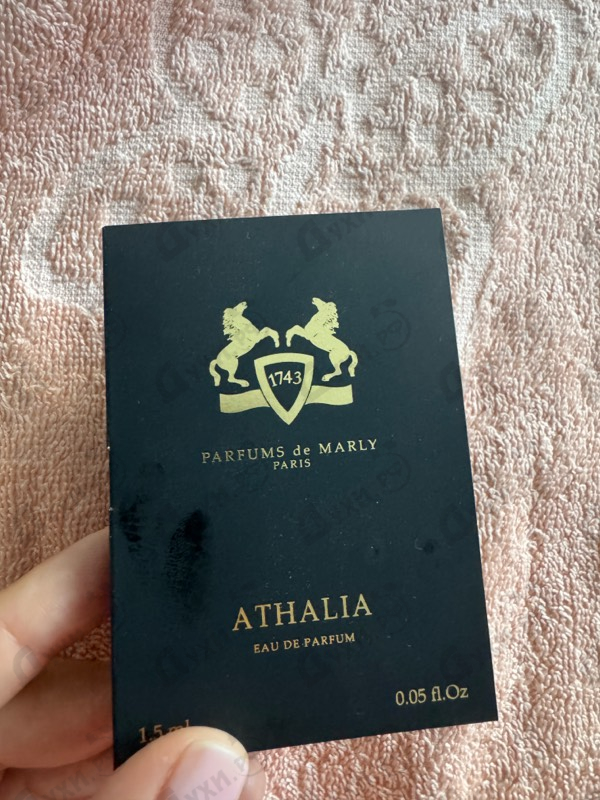 1743
PARFUMS de MARLY
PARIS
ATHALIA
EAU DE PARFUM
0.05 fl.Oz
1.5 ml